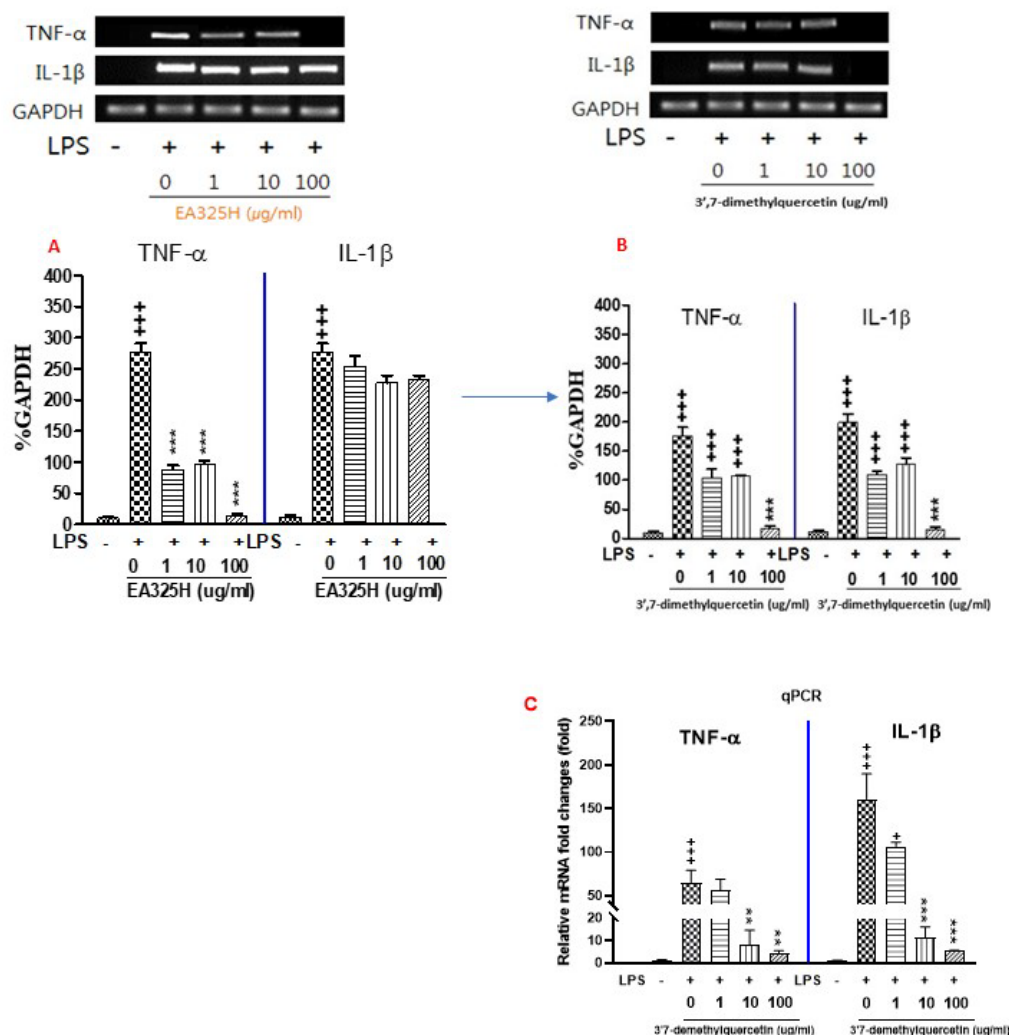 TNF-α
IL-1β
GAPDH
LPS - + + + +
0 1 10 100
EA325H (μg/ml)
TNF-α
IL-1β
GAPDH
LPS - + + + +
0 1 10 100
3',7-dimethylquercetin (ug/ml)
A
TNF-α IL-1β
%GAPDH
400
350
300
250
200
150
100
50
0
+++
***
***
***
+++
LPS - + + + + LPS - + + + +
0 1 10 100 0 1 10 100
EA325H (ug/ml) EA325H (ug/ml)
B
TNF-α IL-1β
%GAPDH
400
350
300
250
200
150
100
50
0
+++
+++
+++
***
+++
+++
+++
***
LPS - + + + + LPS - + + + +
0 1 10 100 0 1 10 100
3',7-dimethylquercetin (ug/ml) 3',7-dimethylquercetin (ug/ml)
C
qPCR
TNF-α IL-1β
Relative mRNA fold changes (fold)
250
200
150
100
50
20
10
0
+++
**
**
+++
+
***
***
LPS - + + + + LPS - + + + +
0 1 10 100 0 1 10 100
3'7-demethylquercetin (ug/ml) 3'7-demethylquercetin (ug/ml)